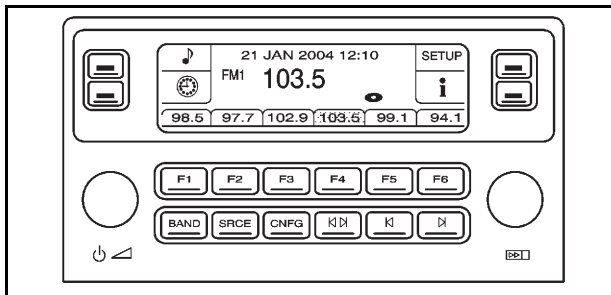 21 JAN 2004 12:10
SETUP
FM1
103.5
i
98.5 97.7 102.9 103.5 99.1 94.1
F1 F2 F3 F4 F5 F6
BAND SRCE CNFG